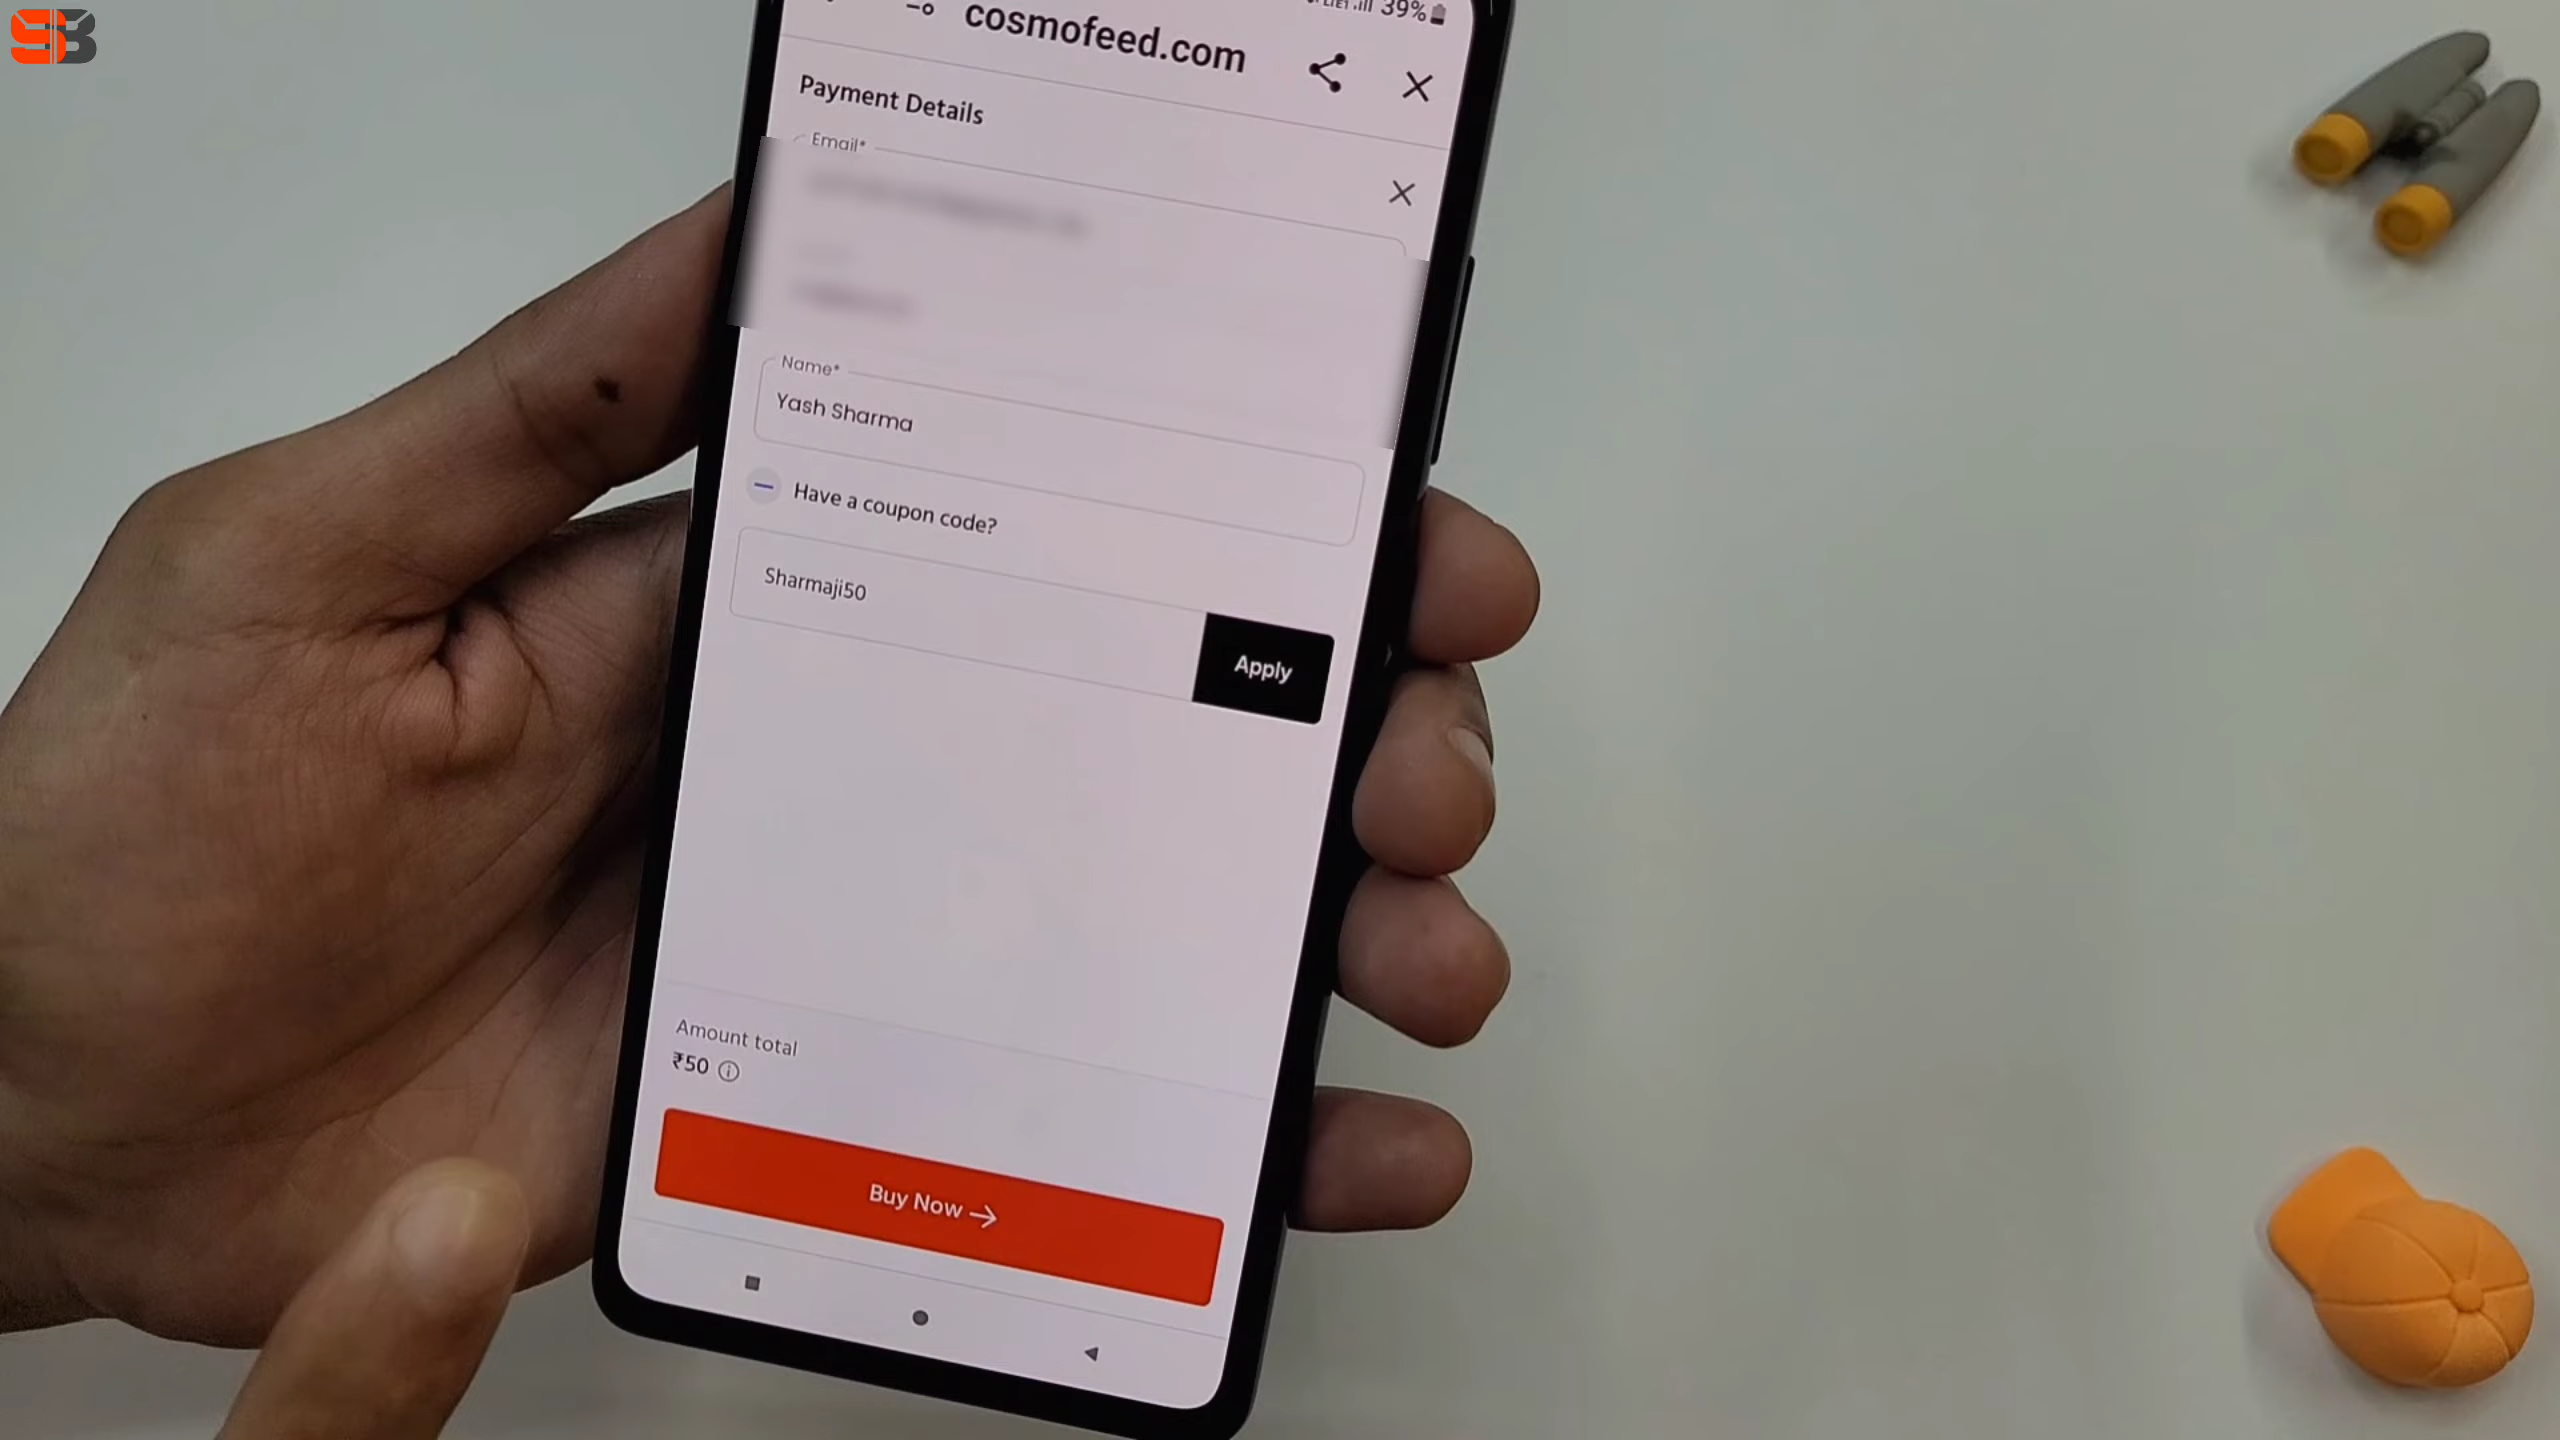 SB
39%
cosmofeed.com
Payment Details
Email*
Name*
Yash Sharma
Have a coupon code?
Sharmaji50
Apply
Amount total
₹50
Buy Now